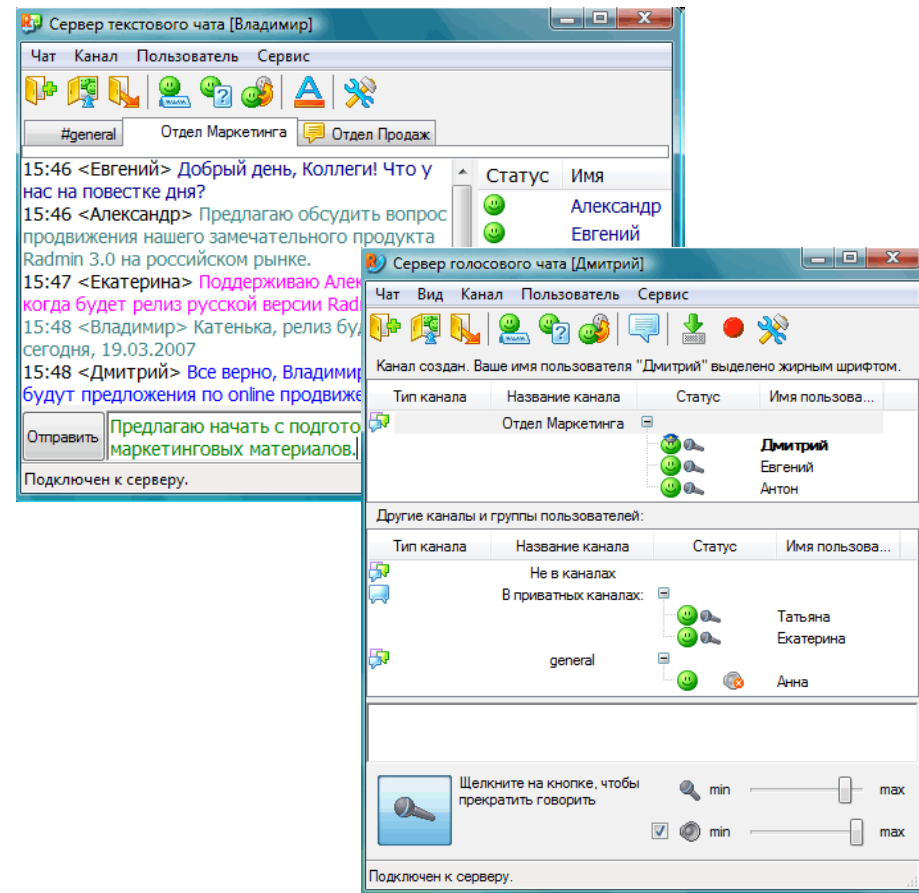 Сервер текстового чата [Владимир]
Чат Канал Пользователь Сервис
#general Отдел Маркетинга Отдел Продаж
15:46 <Евгений> Добрый день, Коллеги! Что у
нас на повестке дня?
15:46 <Александр> Предлагаю обсудить вопрос
продвижения нашего замечательного продукта
Radmin 3.0 на российском рынке.
15:47 <Екатерина> Поддерживаю Алек
когда будет релиз русской версии Radi
15:48 <Владимир> Катенька, релиз бу
сегодня, 19.03.2007
15:48 <Дмитрий> Все верно, Владимир
будут предложения по online продвиже
Статус Имя
Александр
Евгений
Отправить
Предлагаю начать с подгото
маркетинговых материалов.
Подключен к серверу.
Сервер голосового чата [Дмитрий]
Чат Вид Канал Пользователь Сервис
Канал создан. Ваше имя пользователя "Дмитрий" выделено жирным шрифтом.
Тип канала Название канала Статус Имя пользова...
Отдел Маркетинга
Дмитрий
Евгений
Антон
Другие каналы и группы пользователей:
Тип канала Название канала Статус Имя пользова...
Не в каналах
В приватных каналах:
Татьяна
Екатерина
general
Анна
Щелкните на кнопке, чтобы
прекратить говорить
min max
min max
Подключен к серверу.